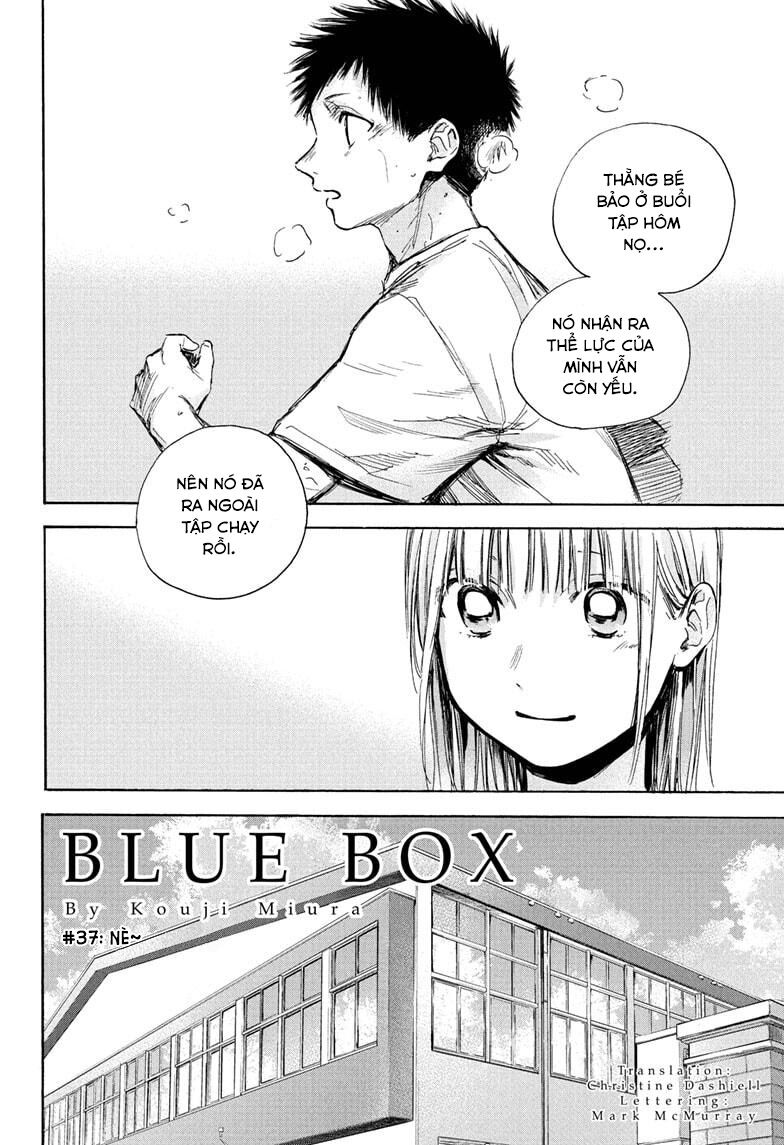 THẰNG BÉ
BẢO Ở BUỔI
TẬP HÔM
NỌ...
NÓ NHẬN RA
THỂ LỰC CỦA
MÌNH VẪN
CÒN YẾU.
NÊN NÓ ĐÃ
RA NGOÀI
TẬP CHẠY
RỒI.
BLUE BOX
By Kouji Miura
#37: NÈ~
Translation:
Christine Dashiell
Lettering:
Mark McMurray